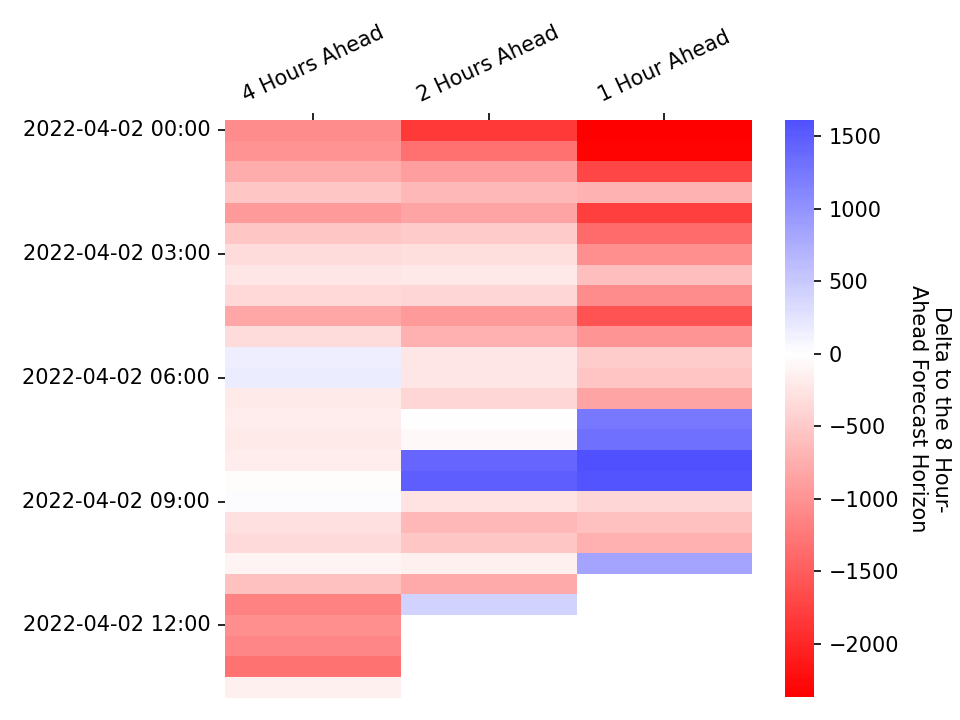 4 Hours Ahead
2 Hours Ahead
1 Hour Ahead
2022-04-02 00:00
2022-04-02 03:00
2022-04-02 06:00
2022-04-02 09:00
2022-04-02 12:00
1500
1000
500
0
−500
−1000
−1500
−2000
Delta to the 8 Hour-
Ahead Forecast Horizon